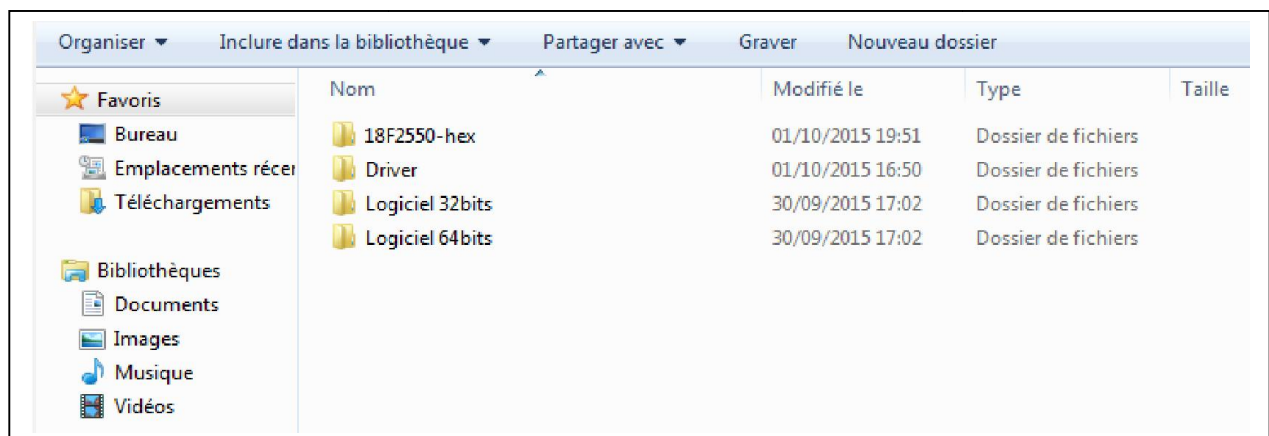 Organiser Inclure dans la bibliothèque Partager avec Graver Nouveau dossier
Favoris
Bureau
Emplacements récer
Téléchargements
Bibliothèques
Documents
Images
Musique
Vidéos
Nom Modifié le Type Taille
18F2550-hex 01/10/2015 19:51 Dossier de fichiers
Driver 01/10/2015 16:50 Dossier de fichiers
Logiciel 32bits 30/09/2015 17:02 Dossier de fichiers
Logiciel 64bits 30/09/2015 17:02 Dossier de fichiers